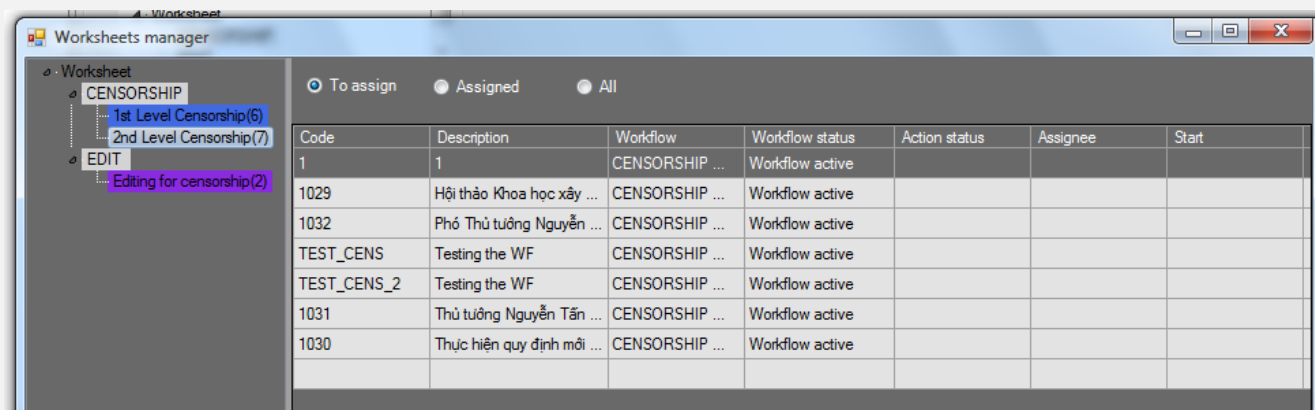 Worksheet
Worksheets manager
Worksheet
CENSORSHIP
1st Level Censorship(6)
2nd Level Censorship(7)
EDIT
Editing for censorship(2)
To assign Assigned All
Code Description Workflow Workflow status Action status Assignee Start
1 1 CENSORSHIP ... Workflow active
1029 Hội thảo Khoa học xây ... CENSORSHIP ... Workflow active
1032 Phó Thủ tướng Nguyễn ... CENSORSHIP ... Workflow active
TEST_CENS Testing the WF CENSORSHIP ... Workflow active
TEST_CENS_2 Testing the WF CENSORSHIP ... Workflow active
1031 Thủ tướng Nguyễn Tấn ... CENSORSHIP ... Workflow active
1030 Thực hiện quy định mới ... CENSORSHIP ... Workflow active